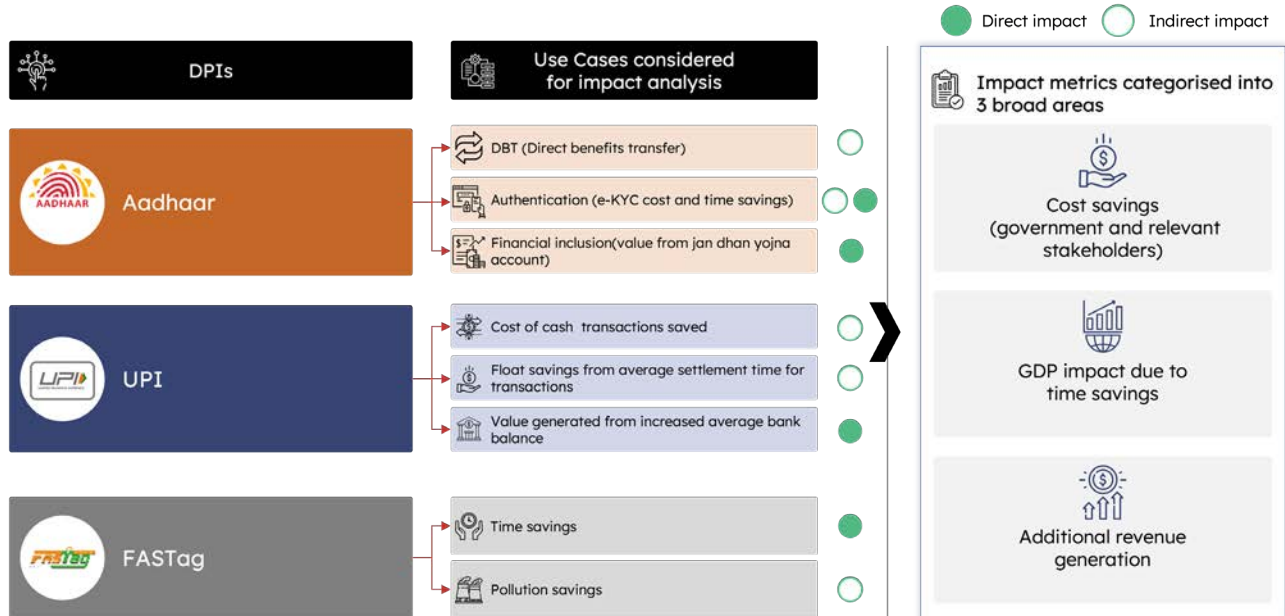 Direct impact
Indirect impact
DPIs
Use Cases considered
for impact analysis
AADHAAR
Aadhaar
DBT (Direct benefits transfer)
Authentication (e-KYC cost and time savings)
Financial inclusion(value from jan dhan yojna
account)
UPI
UPI
Cost of cash transactions saved
Float savings from average settlement time for
transactions
Value generated from increased average bank
balance
FASTag
FASTag
Time savings
Pollution savings
Impact metrics categorised into
3 broad areas
Cost savings
(government and relevant
stakeholders)
GDP impact due to
time savings
Additional revenue
generation